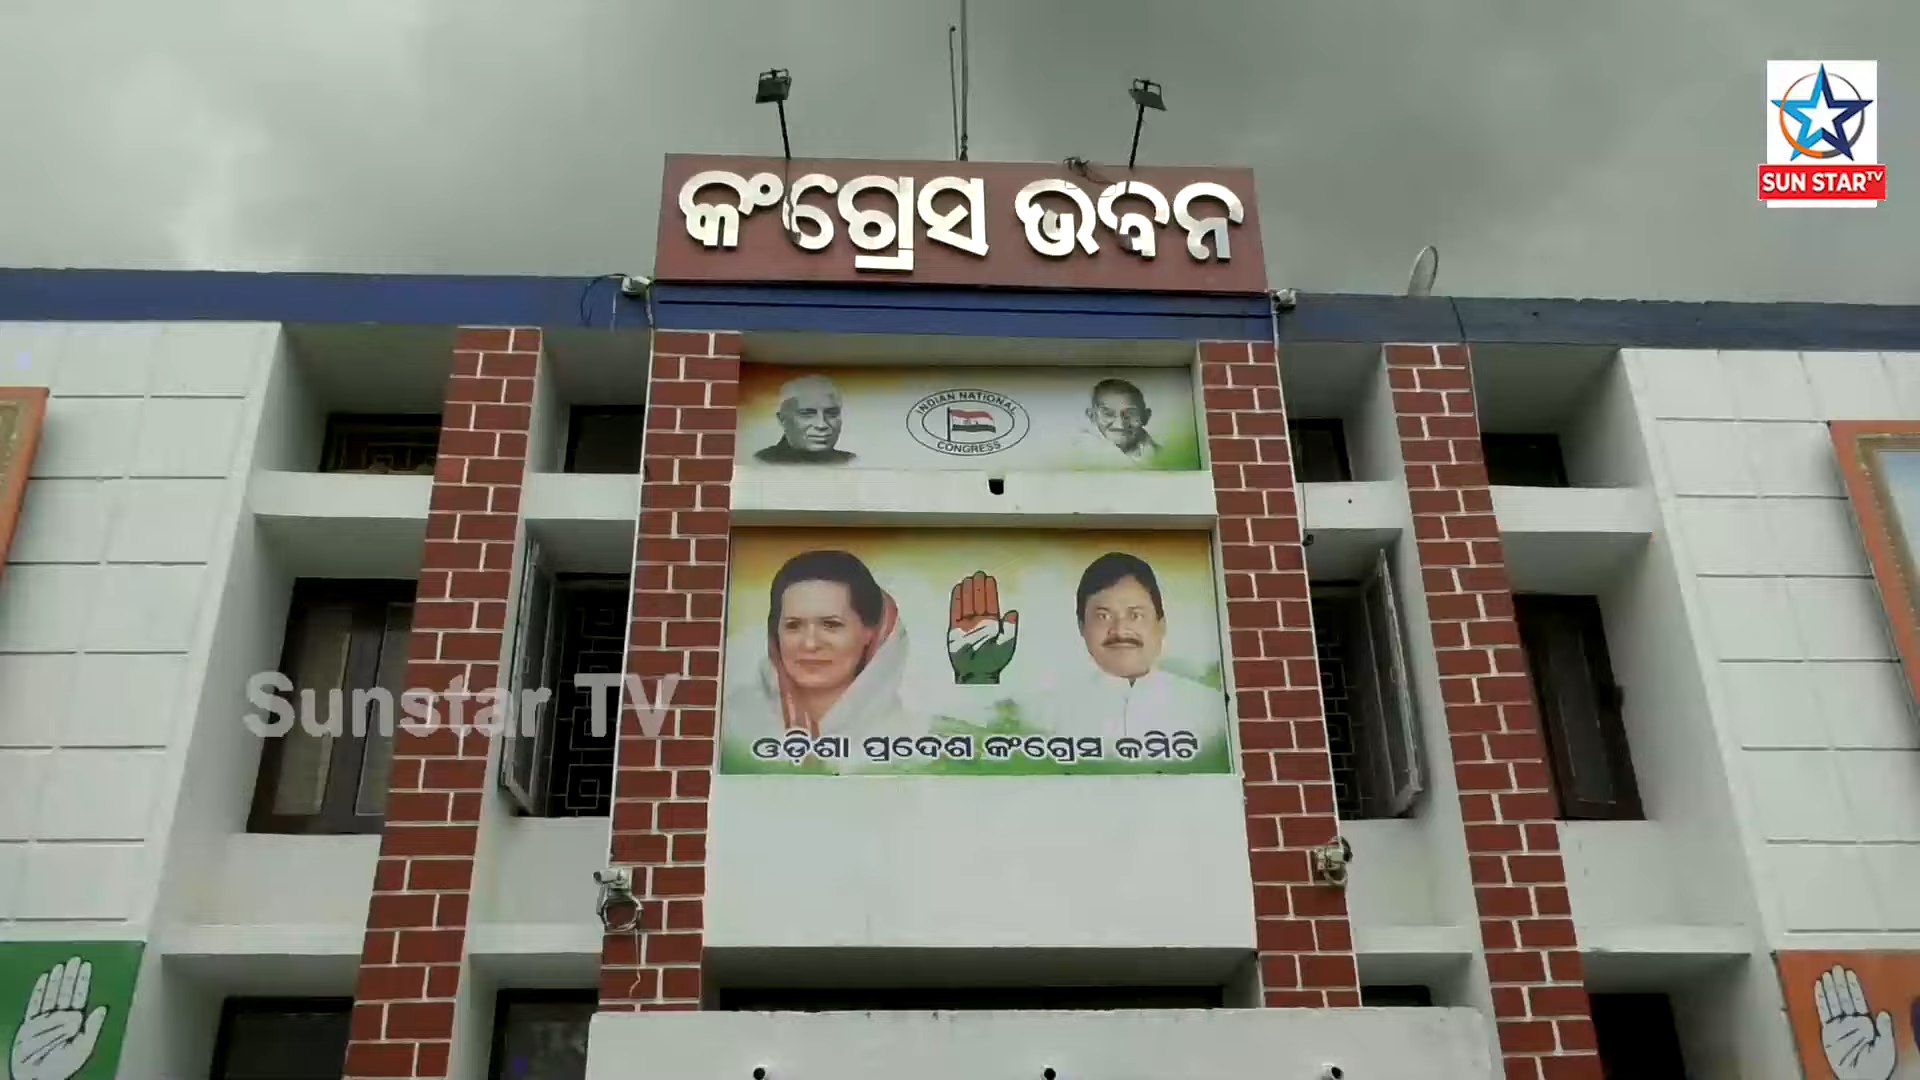 SUN STAR TV
କଂଗ୍ରେସ ଭବନ
INDIAN NATIONAL
CONGRESS
Sunstar TV
ଓଡ଼ିଶା ପ୍ରଦେଶ କଂଗ୍ରେସ କମିଟି